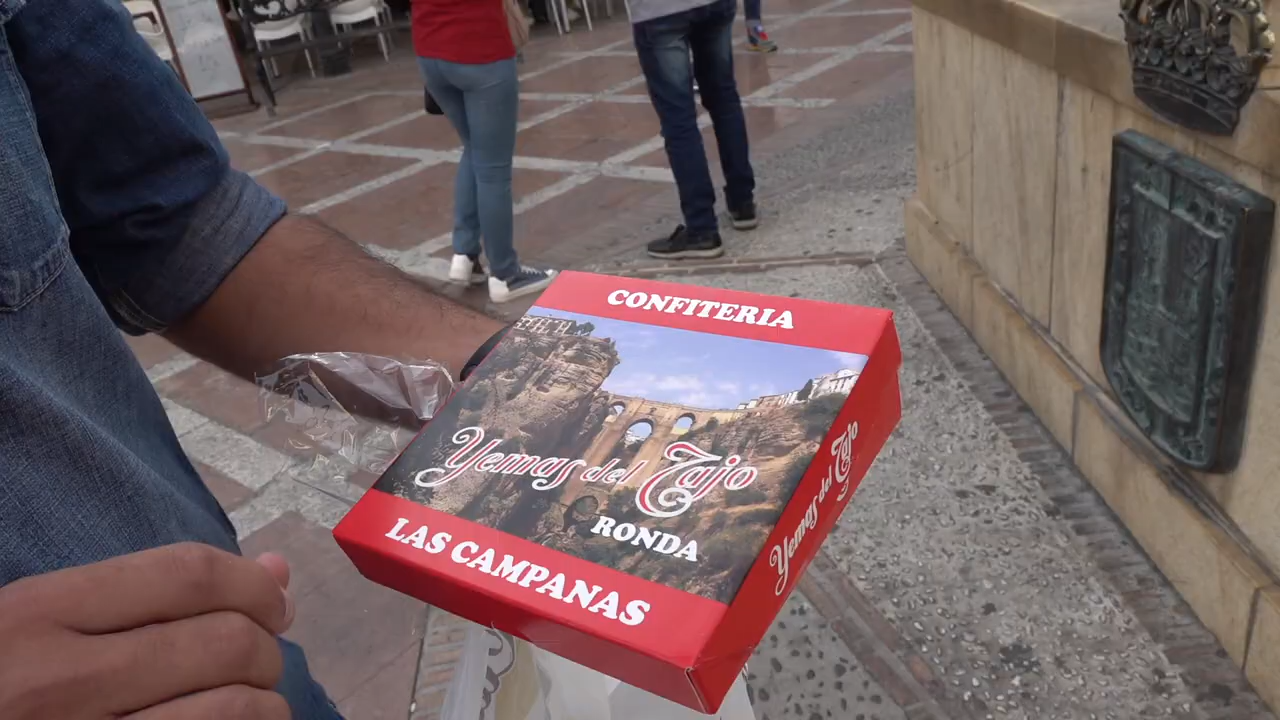 CONFITERIA
Yemas del Tajo
RONDA
LAS CAMPANAS
Yemas del Tajo